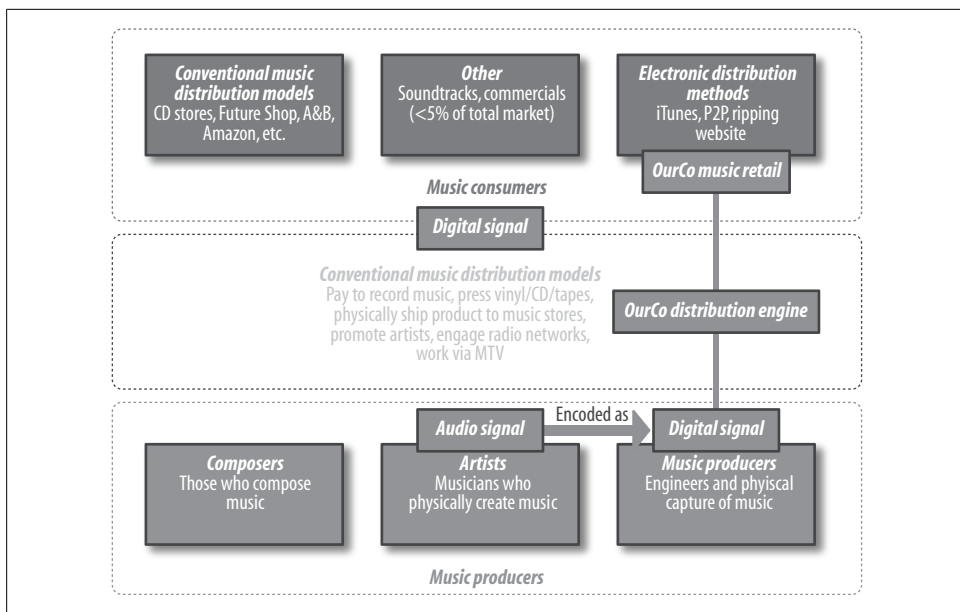 Conventional music
distribution models
CD stores, Future Shop, A&B,
Amazon, etc.
Other
Soundtracks, commercials
(<5% of total market)
Electronic distribution
methods
iTunes, P2P, ripping
website
OurCo music retail
Music consumers
Digital signal
Conventional music distribution models
Pay to record music, press vinyl/CD/tapes,
physically ship product to music stores,
promote artists, engage radio networks,
work via MTV
OurCo distribution engine
Audio signal
Encoded as
Digital signal
Composers
Those who compose
music
Artists
Musicians who
physically create music
Music producers
Engineers and phyiscal
capture of music
Music producers